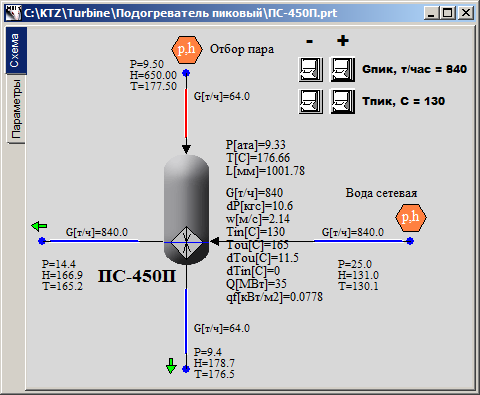 C:\KTZ\Turbine\Подогреватель пиковый\ПС-450П.prt
Схема
Параметры
p,h
Отбор пара
P=9.50
H=650.00
T=177.50
G[т/ч]=64.0
- +
Gпик, т/час = 840
Tпик, С = 130
P[ата]=9.33
T[C]=176.66
L[мм]=1001.78
G[т/ч]=840
dP[кгс]=10.6
w[м/с]=2.14
Tin[C]=130
Tou[C]=165
dTou[C]=11.5
dTin[C]=0
Q[МВт]=35
qf[кВт/м2]=0.0778
Вода сетевая
p,h
G[т/ч]=840.0
G[т/ч]=840.0
P=14.4
H=166.9
T=165.2
ПС-450П
P=25.0
H=131.0
T=130.1
G[т/ч]=64.0
P=9.4
H=178.7
T=176.5